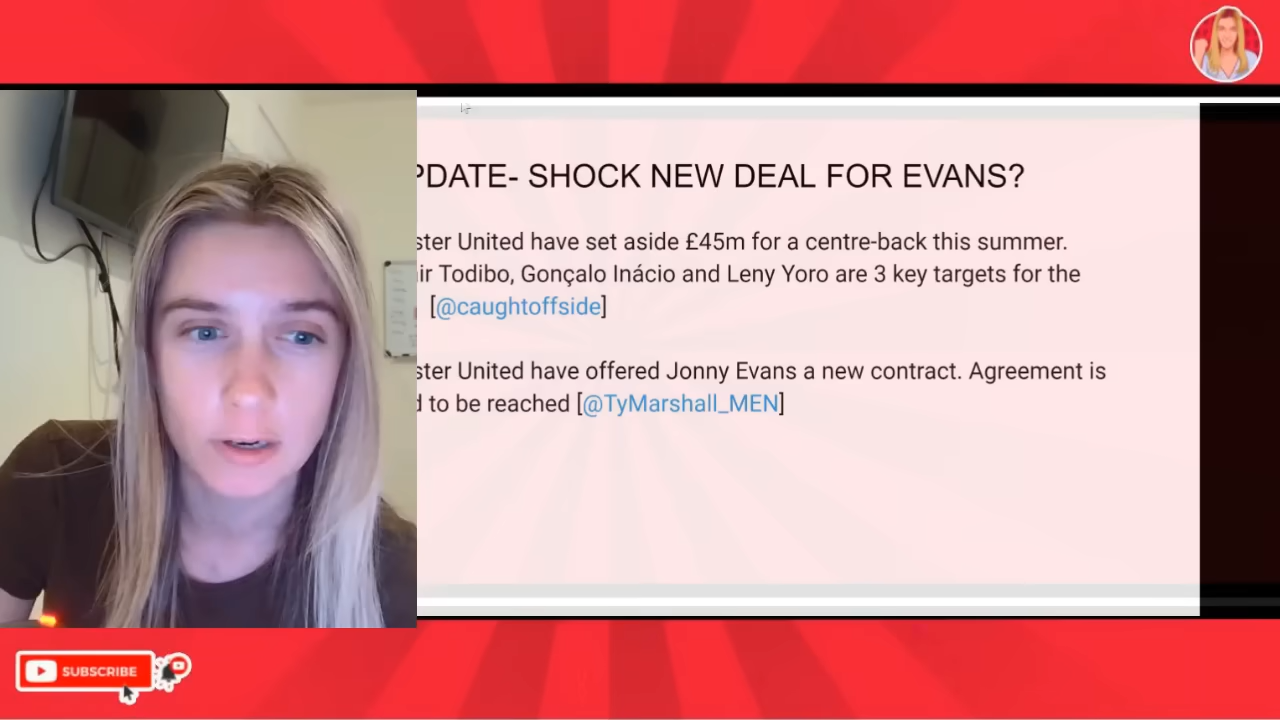 PDATE- SHOCK NEW DEAL FOR EVANS?
ster United have set aside £45m for a centre-back this summer.
ir Todibo, Gonçalo Inácio and Leny Yoro are 3 key targets for the
[@caughtoffside]
ster United have offered Jonny Evans a new contract. Agreement is
d to be reached [@TyMarshall_MEN]
SUBSCRIBE